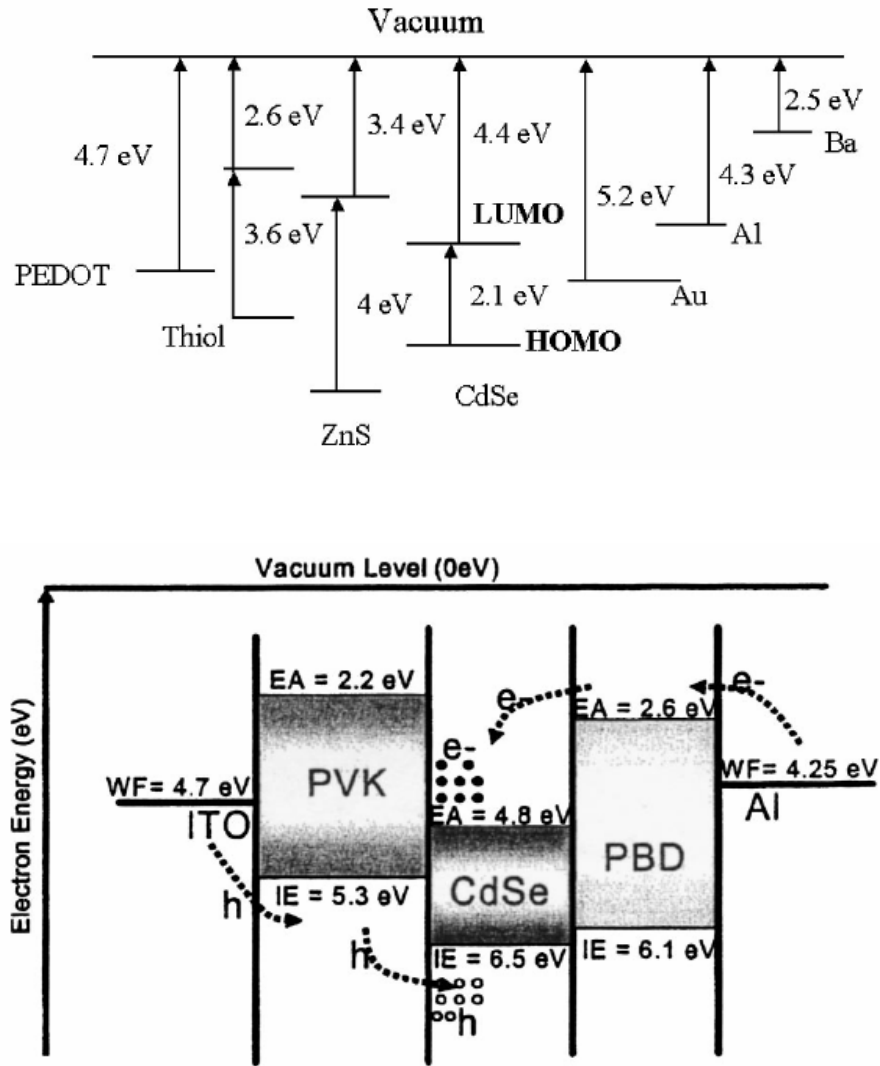 Vacuum
2.6 eV
3.4 eV
4.4 eV
2.5 eV
Ba
4.7 eV
4.3 eV
5.2 eV
LUMO
3.6 eV
Al
PEDOT
4 eV
2.1 eV
Au
Thiol
HOMO
CdSe
ZnS
Vacuum Level (0eV)
Electron Energy (eV)
EA = 2.2 eV
e-
e-
EA = 2.6 eV
e-
WF= 4.7 eV
PVK
WF= 4.25 eV
ITO
EA = 4.8 eV
Al
PBD
CdSe
h
IE = 5.3 eV
h
IE = 6.5 eV
IE = 6.1 eV
h